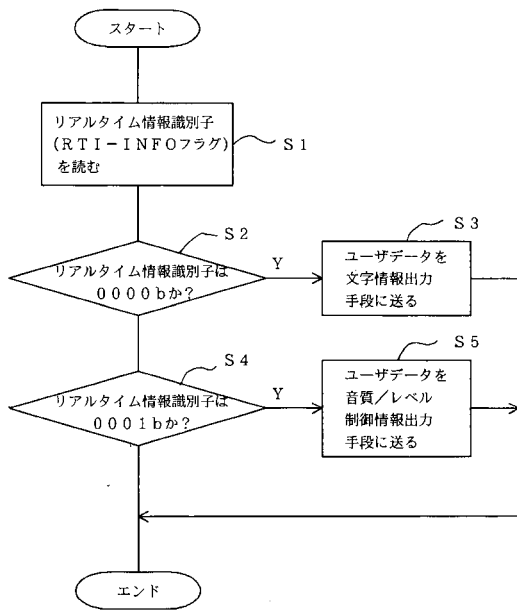 スタート
リアルタイム情報識別子
(RTI－INFOフラグ)
を読む
S1
S2
リアルタイム情報識別子は
0000bか?
Y
S3
ユーザデータを
文字情報出力
手段に送る
S4
リアルタイム情報識別子は
0001bか?
Y
S5
ユーザデータを
音質／レベル
制御情報出力
手段に送る
エンド